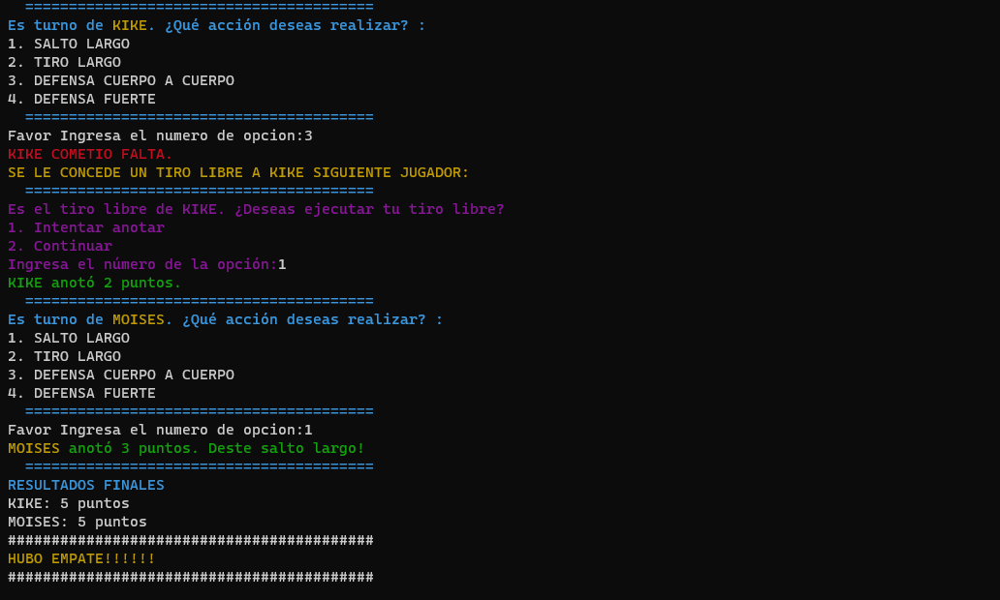 ========================================
Es turno de KIKE. ¿Qué acción deseas realizar? :
1. SALTO LARGO
2. TIRO LARGO
3. DEFENSA CUERPO A CUERPO
4. DEFENSA FUERTE
========================================
Favor Ingresa el numero de opcion:3
KIKE COMETIO FALTA.
SE LE CONCEDE UN TIRO LIBRE A KIKE SIGUIENTE JUGADOR:
========================================
Es el tiro libre de KIKE. ¿Deseas ejecutar tu tiro libre?
1. Intentar anotar
2. Continuar
Ingresa el número de la opción:1
KIKE anotó 2 puntos.
========================================
Es turno de MOISES. ¿Qué acción deseas realizar? :
1. SALTO LARGO
2. TIRO LARGO
3. DEFENSA CUERPO A CUERPO
4. DEFENSA FUERTE
========================================
Favor Ingresa el numero de opcion:1
MOISES anotó 3 puntos. Deste salto largo!
========================================
RESULTADOS FINALES
KIKE: 5 puntos
MOISES: 5 puntos
##########################################
HUBO EMPATE!!!!!!
##########################################